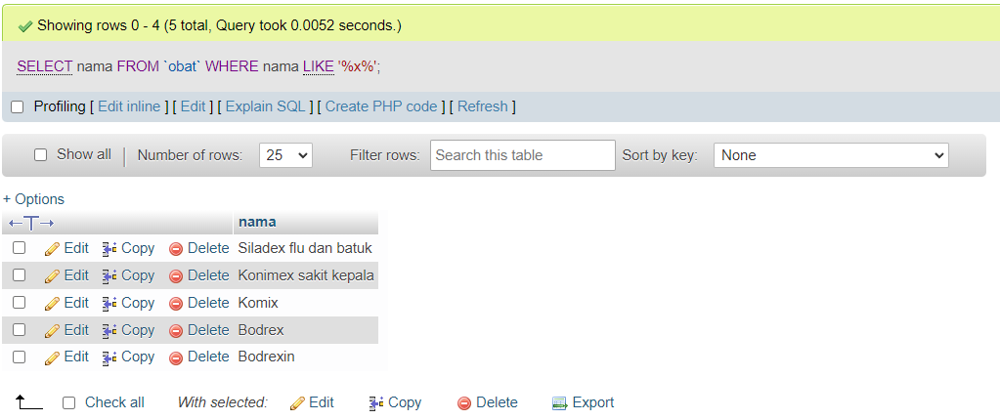 Showing rows 0 - 4 (5 total, Query took 0.0052 seconds.)
SELECT nama FROM `obat` WHERE nama LIKE '%x%';
Profiling [ Edit inline ] [ Edit ] [ Explain SQL ] [ Create PHP code ] [ Refresh ]
Show all Number of rows: 25 Filter rows: Search this table Sort by key: None
+ Options
←T→ nama
Edit Copy Delete Siladex flu dan batuk
Edit Copy Delete Konimex sakit kepala
Edit Copy Delete Komix
Edit Copy Delete Bodrex
Edit Copy Delete Bodrexin
Check all With selected: Edit Copy Delete Export